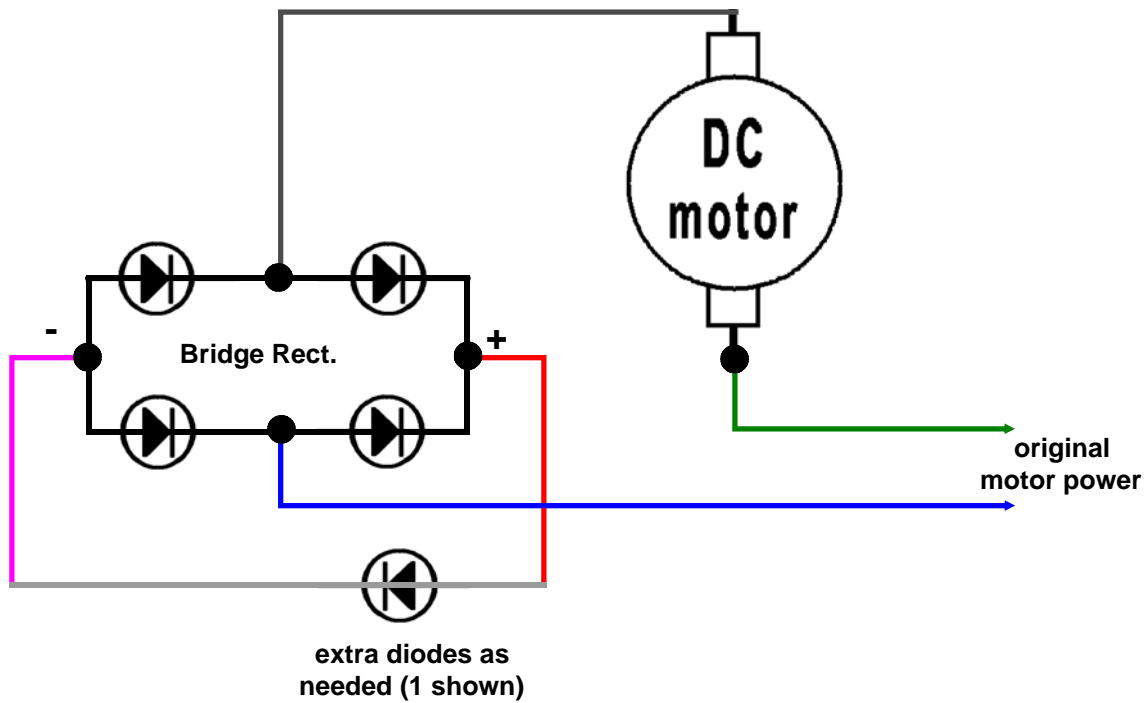 DC
motor
-
+
Bridge Rect.
original
motor power
extra diodes as
needed (1 shown)